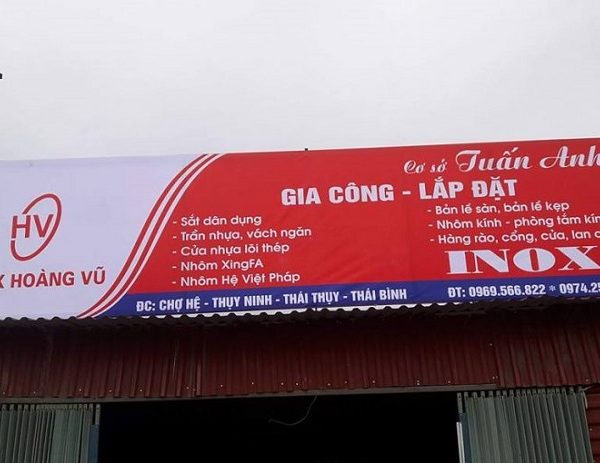 HV
X HOÀNG VŨ
Cơ sở Tuấn Anh
GIA CÔNG - LẮP ĐẶT
- Sắt dân dụng
- Trần nhựa, vách ngăn
- Cửa nhựa lõi thép
- Nhôm XingFA
- Nhôm Hệ Việt Pháp
- Bản lề sàn, bản lề kẹp
- Nhôm kính - phòng tắm kín
- Hàng rào, cổng, cửa, lan c
INOX
ĐC: CHỢ HỆ - THỤY NINH - THÁI THỤY - THÁI BÌNH
ĐT: 0969.566.822 * 0974.25